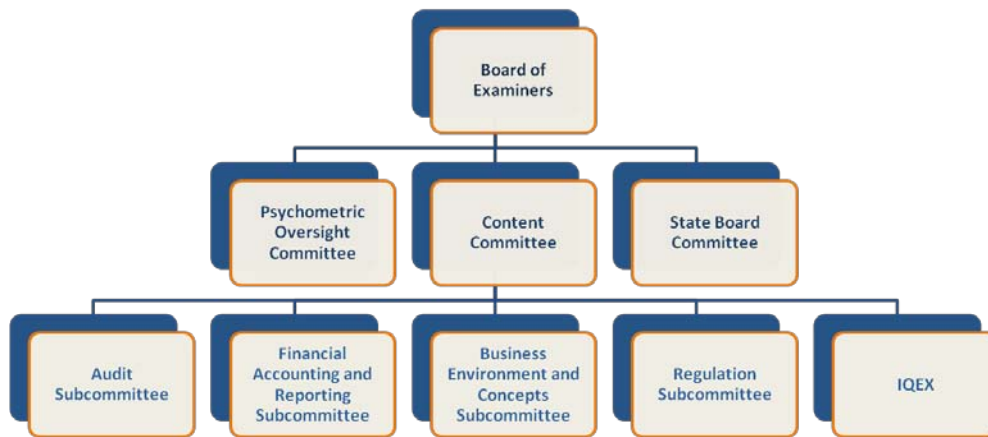 Board of
Examiners
Psychometric
Oversight
Committee
Content
Committee
State Board
Committee
Audit
Subcommittee
Financial
Accounting and
Reporting
Subcommittee
Business
Environment and
Concepts
Subcommittee
Regulation
Subcommittee
IQEX